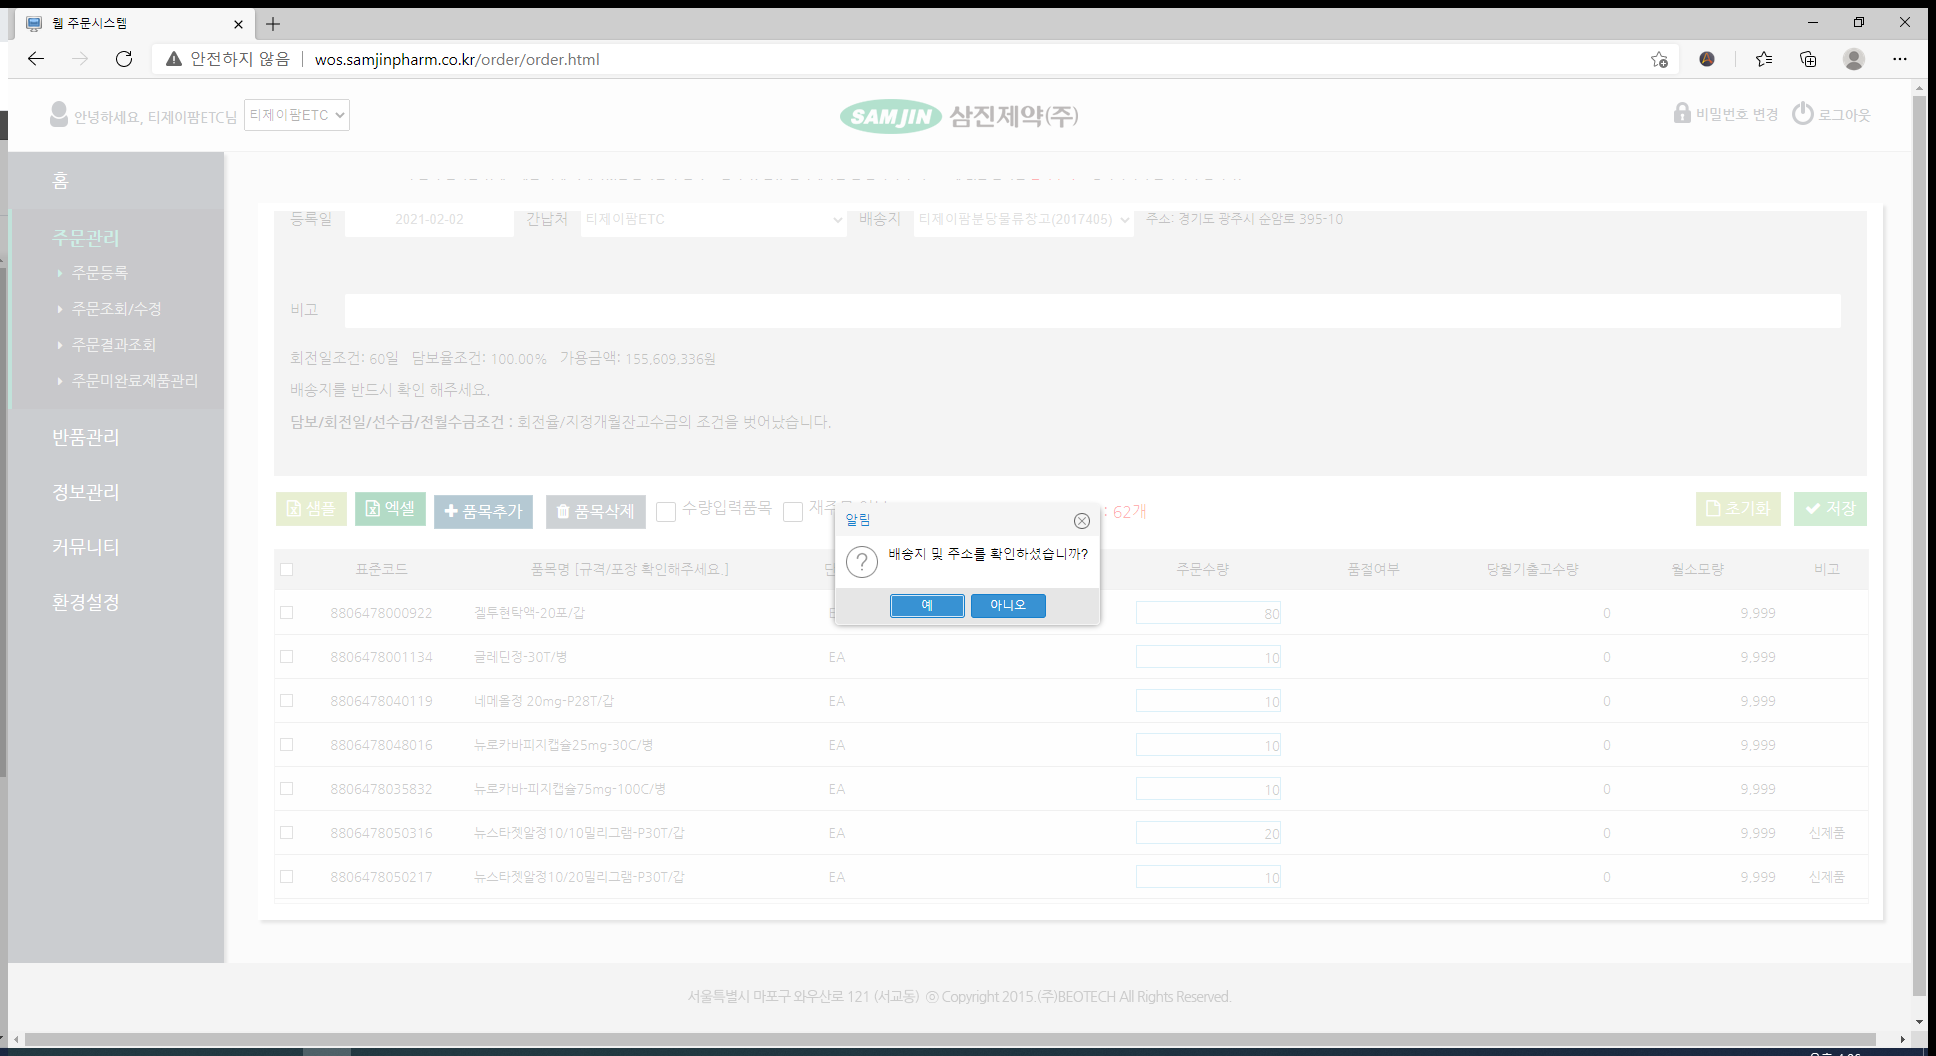 웹 주문시스템
안전하지 않음 wos.samjinpharm.co.kr/order/order.html
안녕하세요, 티제이팜ETC님 티제이팜ETC
SAMJIN 삼진제약(주)
비밀번호 변경 로그아웃
홈
주문관리
주문등록
주문조회/수정
주문결과조회
주문미완료제품관리
반품관리
정보관리
커뮤니티
환경설정
등록일 2021-02-02 간납처 티제이팜ETC 배송지 티제이팜분당물류창고(2017405) 주소: 경기도 광주시 순암로 395-10
비고
회전일조건: 60일 담보율조건: 100.00% 가용금액: 155,609,336원
배송지를 반드시 확인 해주세요.
담보/회전일/선수금/전월수금조건 : 회전율/지정개월잔고수금의 조건을 벗어났습니다.
샘플 엑셀 품목추가 품목삭제 수량입력품목 : 62개 초기화 저장
알림
배송지 및 주소를 확인하셨습니까?
예 아니오
표준코드 품목명 [규격/포장 확인해주세요.] 주문수량 품절여부 당월기출고수량 월소모량 비고
8806478000922 겔투현탁액-20포/갑 80 0 9,999
8806478001134 글레딘정-30T/병 EA 10 0 9,999
8806478040119 네메올정 20mg-P28T/갑 EA 10 0 9,999
8806478048016 뉴로카바피지캡슐25mg-30C/병 EA 10 0 9,999
8806478035832 뉴로카바-피지캡슐75mg-100C/병 EA 10 0 9,999
8806478050316 뉴스타젯알정10/10밀리그램-P30T/갑 EA 20 0 9,999 신제품
8806478050217 뉴스타젯알정10/20밀리그램-P30T/갑 EA 10 0 9,999 신제품
서울특별시 마포구 와우산로 121 (서교동) ⓒ Copyright 2015.(주)BEOTECH All Rights Reserved.